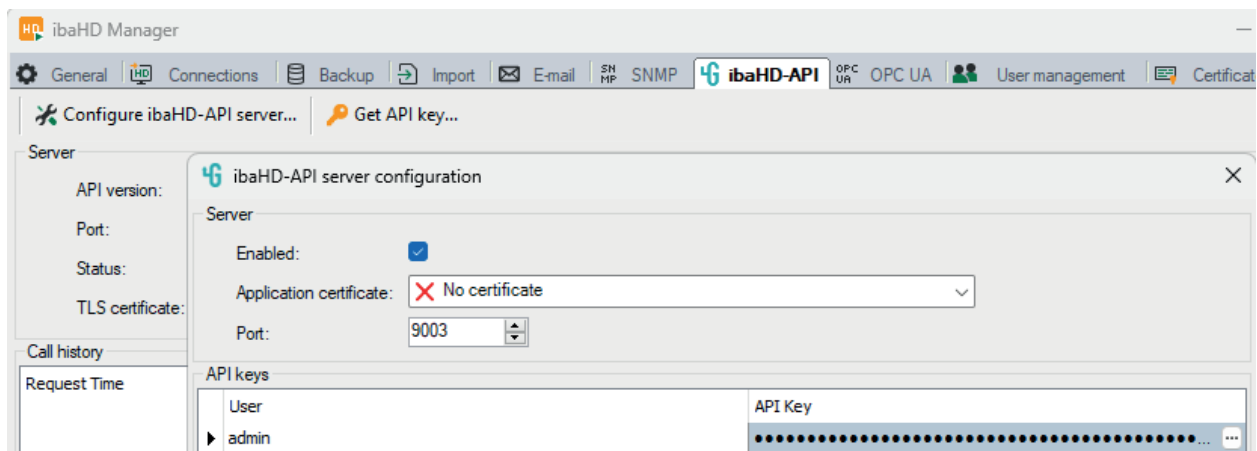 HD ibaHD Manager
General HD Connections Backup Import E-mail SN MP SNMP ibaHD-API OPC UA OPC UA User management Certificat
Configure ibaHD-API server... Get API key...
Server
API version:
Port:
Status:
TLS certificate:
Call history
Request Time
ibaHD-API server configuration
Server
Enabled:
Application certificate: No certificate
Port: 9003
API keys
User API Key
admin ●●●●●●●●●●●●●●●●●●●●●●●●●●●●●●●●●●●●●●●●●●... ...